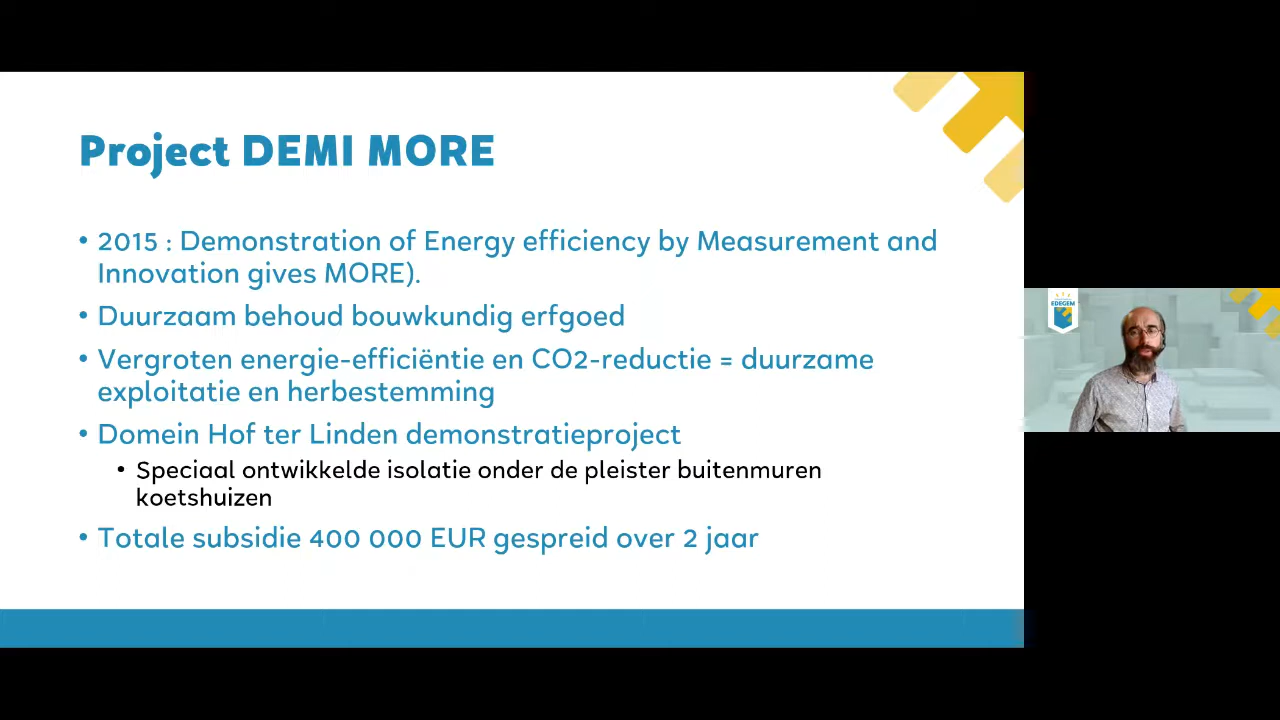 Project DEMI MORE
• 2015 : Demonstration of Energy efficiency by Measurement and
Innovation gives MORE).
• Duurzaam behoud bouwkundig erfgoed
• Vergroten energie-efficiëntie en CO2-reductie = duurzame
exploitatie en herbestemming
• Domein Hof ter Linden demonstratieproject
• Speciaal ontwikkelde isolatie onder de pleister buitenmuren
koetshuizen
• Totale subsidie 400 000 EUR gespreid over 2 jaar
EDEGEM